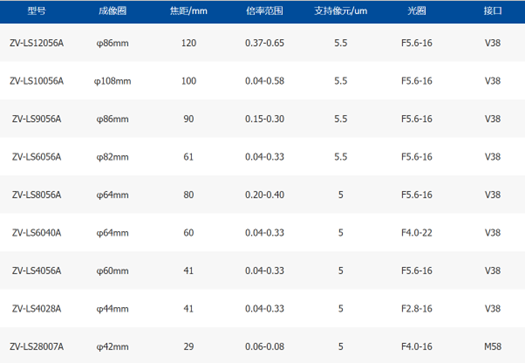 型号 成像圈 焦距/mm 倍率范围 支持像元/um 光圈 接口
ZV-LS12056A φ86mm 120 0.37-0.65 5.5 F5.6-16 V38
ZV-LS10056A φ108mm 100 0.04-0.58 5.5 F5.6-16 V38
ZV-LS9056A φ86mm 90 0.15-0.30 5.5 F5.6-16 V38
ZV-LS6056A φ82mm 61 0.04-0.33 5.5 F5.6-16 V38
ZV-LS8056A φ64mm 80 0.20-0.40 5 F5.6-16 V38
ZV-LS6040A φ64mm 60 0.04-0.33 5 F4.0-22 V38
ZV-LS4056A φ60mm 41 0.04-0.33 5 F5.6-16 V38
ZV-LS4028A φ44mm 41 0.04-0.33 5 F2.8-16 V38
ZV-LS28007A φ42mm 29 0.06-0.08 5 F4.0-16 M58